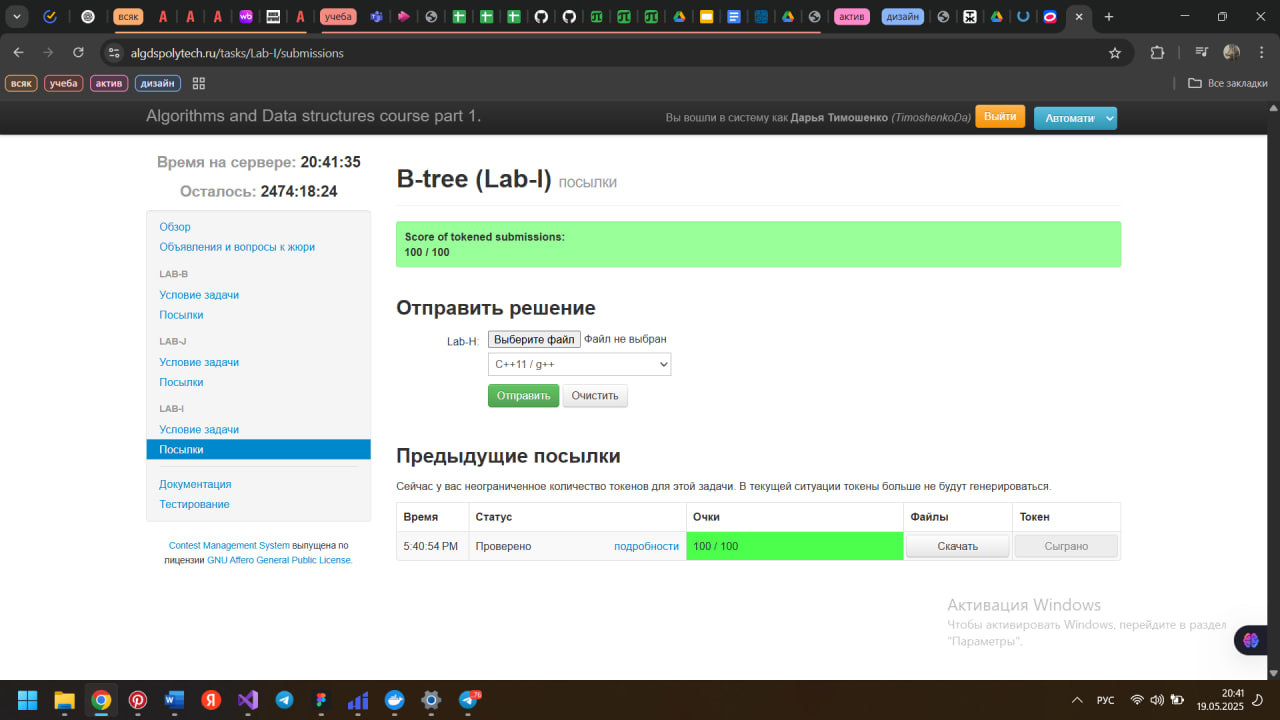 всяк
учеба
актив
дизайн
algdspolytech.ru/tasks/Lab-I/submissions
всяк
учеба
актив
дизайн
Все закладки
Algorithms and Data structures course part 1.
Вы вошли в систему как Дарья Тимошенко (TimoshenkoDa)
Выйти
Автомати
Время на сервере: 20:41:35
Осталось: 2474:18:24
Обзор
Объявления и вопросы к жюри
LAB-B
Условие задачи
Посылки
LAB-J
Условие задачи
Посылки
LAB-I
Условие задачи
Посылки
Документация
Тестирование
Contest Management System выпущена по
лицензии GNU Affero General Public License.
B-tree (Lab-I) посылки
Score of tokened submissions:
100 / 100
Отправить решение
Lab-H: Выберите файл Файл не выбран
C++11 / g++
Отправить Очистить
Предыдущие посылки
Сейчас у вас неограниченное количество токенов для этой задачи. В текущей ситуации токены больше не будут генерироваться.
Время Статус Очки Файлы Токен
5:40:54 PM Проверено подробности 100 / 100 Скачать Сыграно
Активация Windows
Чтобы активировать Windows, перейдите в раздел
"Параметры".
РУС
20:41
19.05.2025